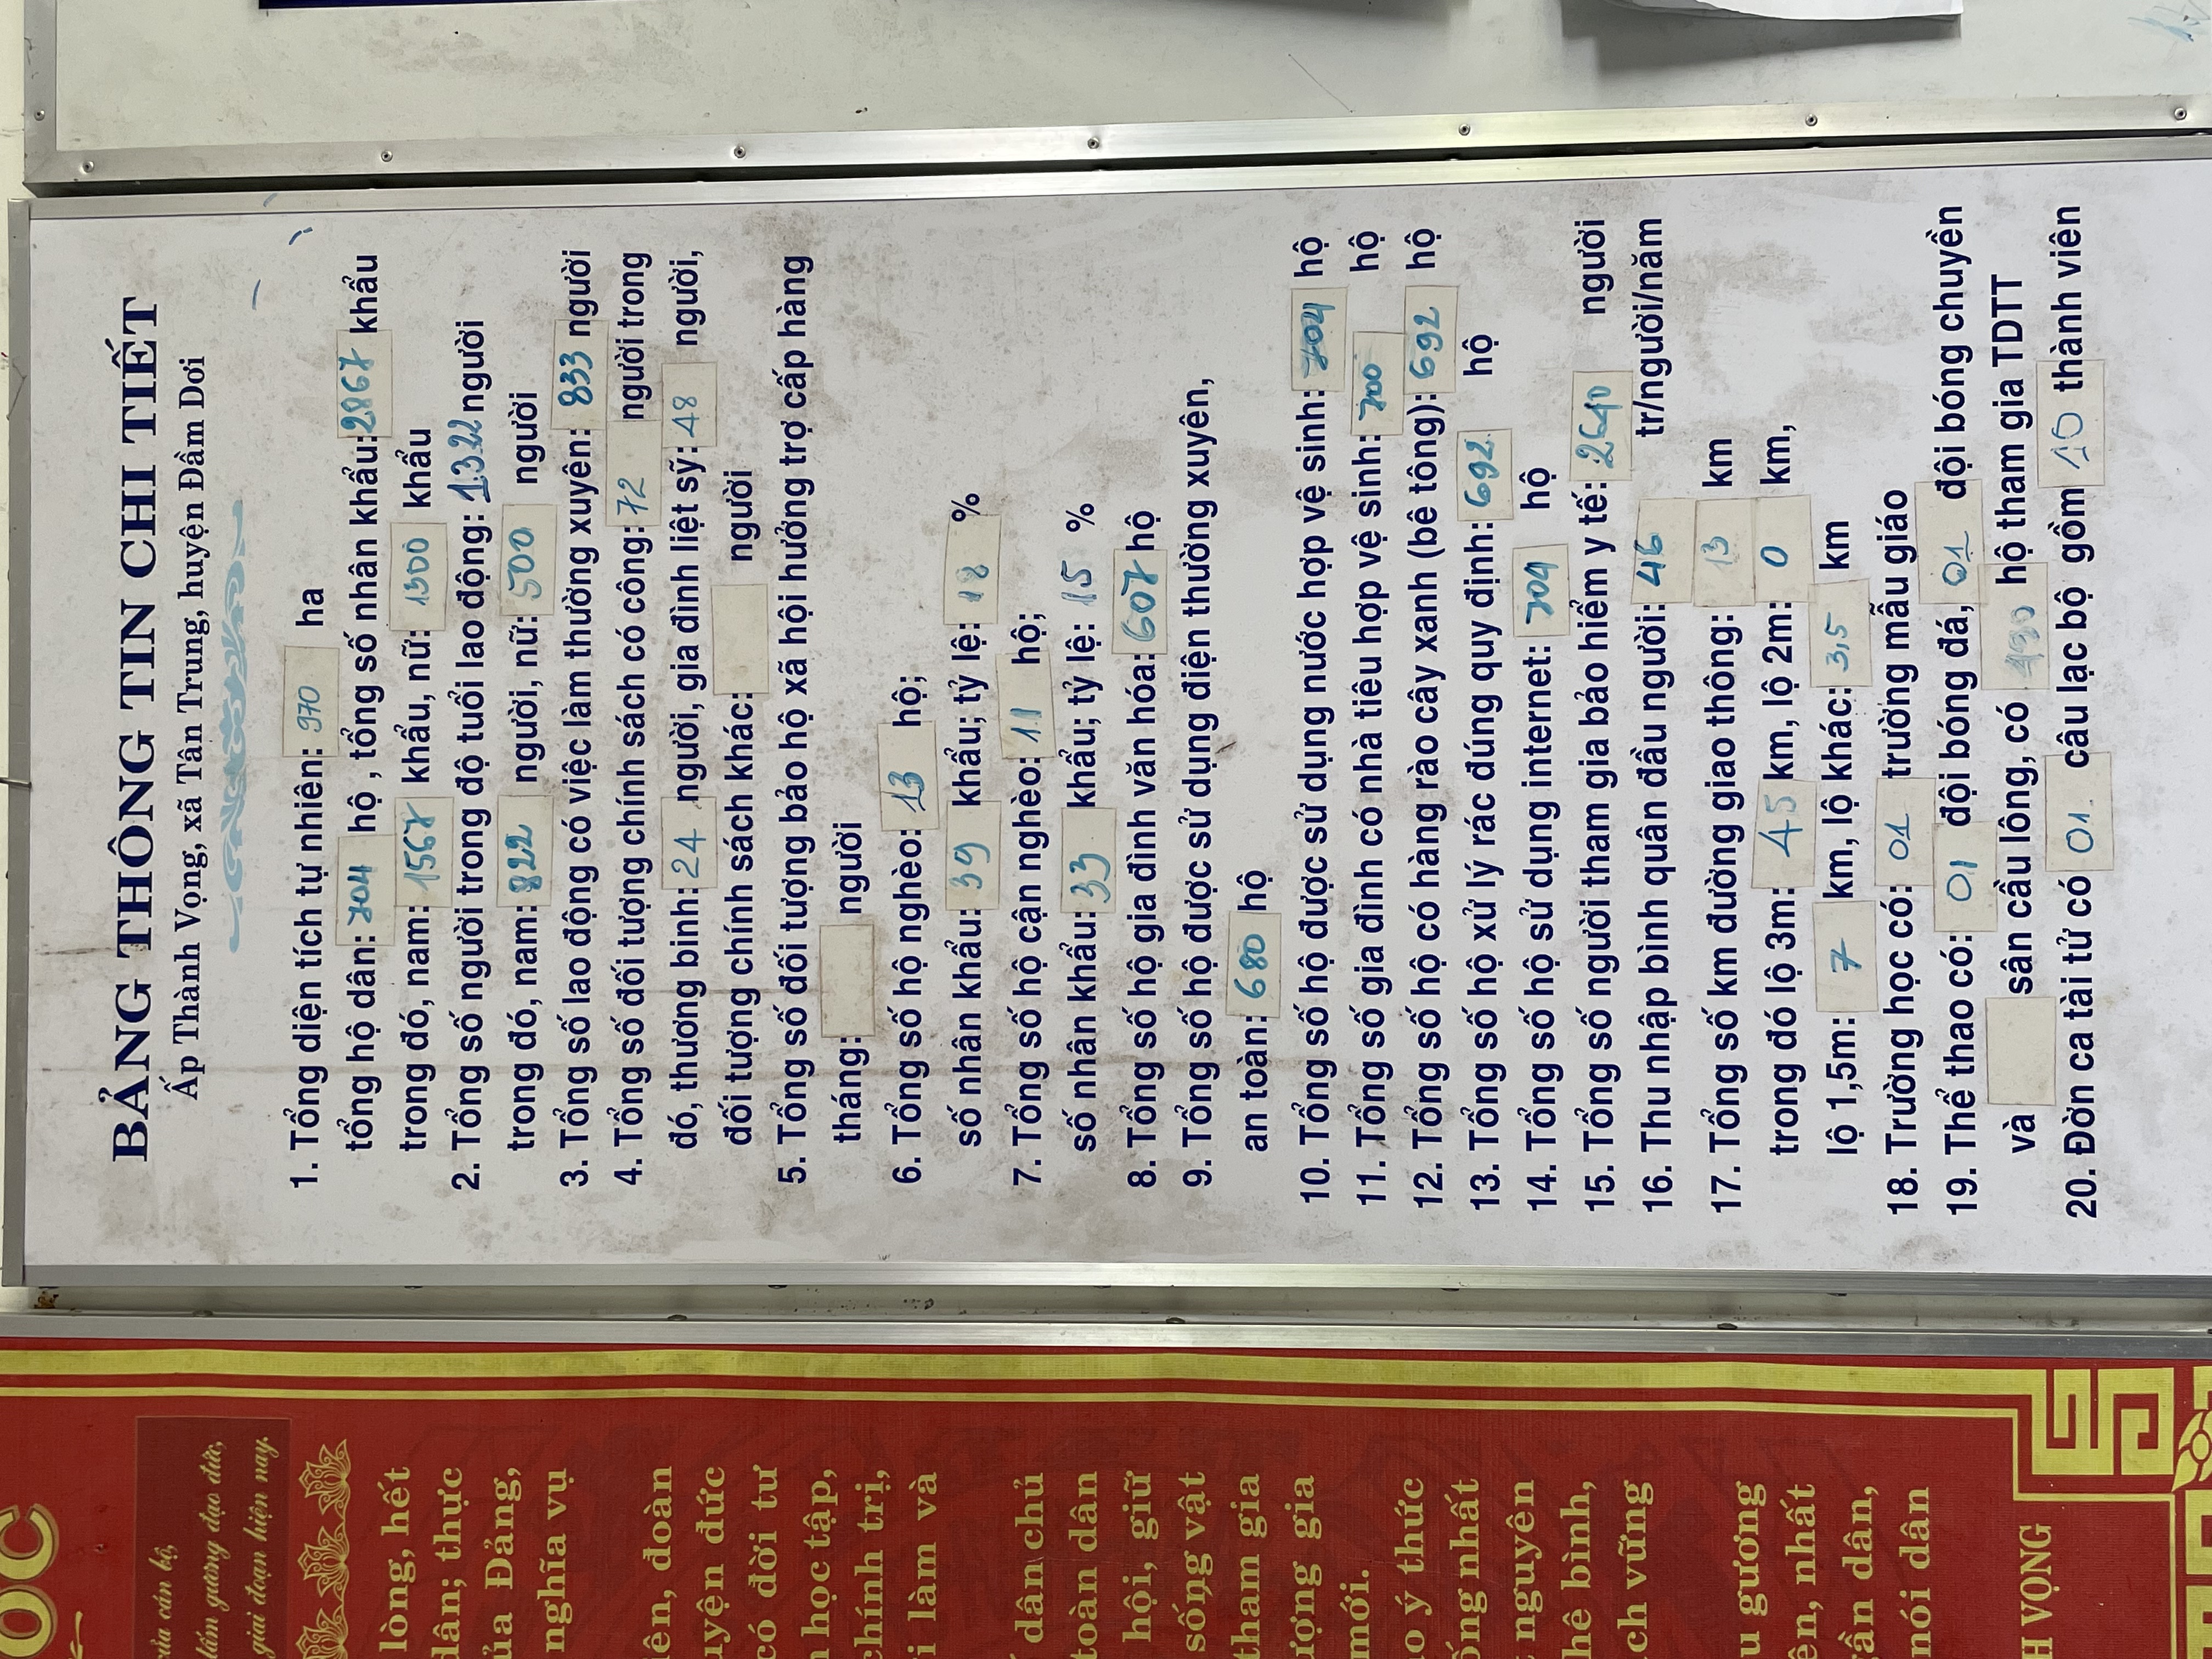 ỐC
của cán bộ,
tấm gương đạo đức,
giai đoạn hiện nay.
lòng, hết
dân; thực
của Đảng,
nghĩa vụ
đoàn
đức
có đời tư
học tập,
chính trị,
làm và
dân chủ
toàn dân
hội, giữ
sống vật
tham gia
gia
mới.
ý thức
nhất
nguyên
phê bình,
vững
gương
nhất
gần dân,
nói dân
VỌNG
BẢNG THÔNG TIN CHI TIẾT
Ấp Thành Vọng, xã Tân Trung, huyện Đầm Dơi
1. Tổng diện tích tự nhiên: 970 ha
tổng hộ dân: 704 hộ , tổng số nhân khẩu: 2867 khẩu
trong đó, nam: 1567 khẩu, nữ: 1300 khẩu
2. Tổng số người trong độ tuổi lao động: 1.322 người
trong đó, nam: 822 người, nữ: 500 người
3. Tổng số lao động có việc làm thường xuyên: 833 người
4. Tổng số đối tượng chính sách có công: 72 người trong
đó, thương binh: 24 người, gia đình liệt sỹ: 48 người,
đối tượng chính sách khác: người
5. Tổng số đối tượng bảo hộ xã hội hưởng trợ cấp hàng
tháng: người
6. Tổng số hộ nghèo: 13 hộ;
số nhân khẩu: 39 khẩu; tỷ lệ: 18 %
7. Tổng số hộ cận nghèo: 11 hộ;
số nhân khẩu: 33 khẩu; tỷ lệ: 15 %
8. Tổng số hộ gia đình văn hóa: 607 hộ
9. Tổng số hộ được sử dụng điện thường xuyên,
an toàn: 680 hộ
10. Tổng số hộ được sử dụng nước hợp vệ sinh: 704 hộ
11. Tổng số gia đình có nhà tiêu hợp vệ sinh: 700 hộ
12. Tổng số hộ có hàng rào cây xanh (bê tông): 692 hộ
13. Tổng số hộ xử lý rác đúng quy định: 692 hộ
14. Tổng số hộ sử dụng internet: 704 hộ
15. Tổng số người tham gia bảo hiểm y tế: 2640 người
16. Thu nhập bình quân đầu người: 46 tr/người/năm
17. Tổng số km đường giao thông: 13 km
trong đó lộ 3m: 45 km, lộ 2m: 0 km,
lộ 1,5m: 7 km, lộ khác: 3,5 km
18. Trường học có: 01 trường mẫu giáo
19. Thể thao có: 01 đội bóng đá, 01 đội bóng chuyền
và sân cầu lông, có hộ tham gia TDTT
20. Đờn ca tài tử có 01 câu lạc bộ gồm 10 thành viên